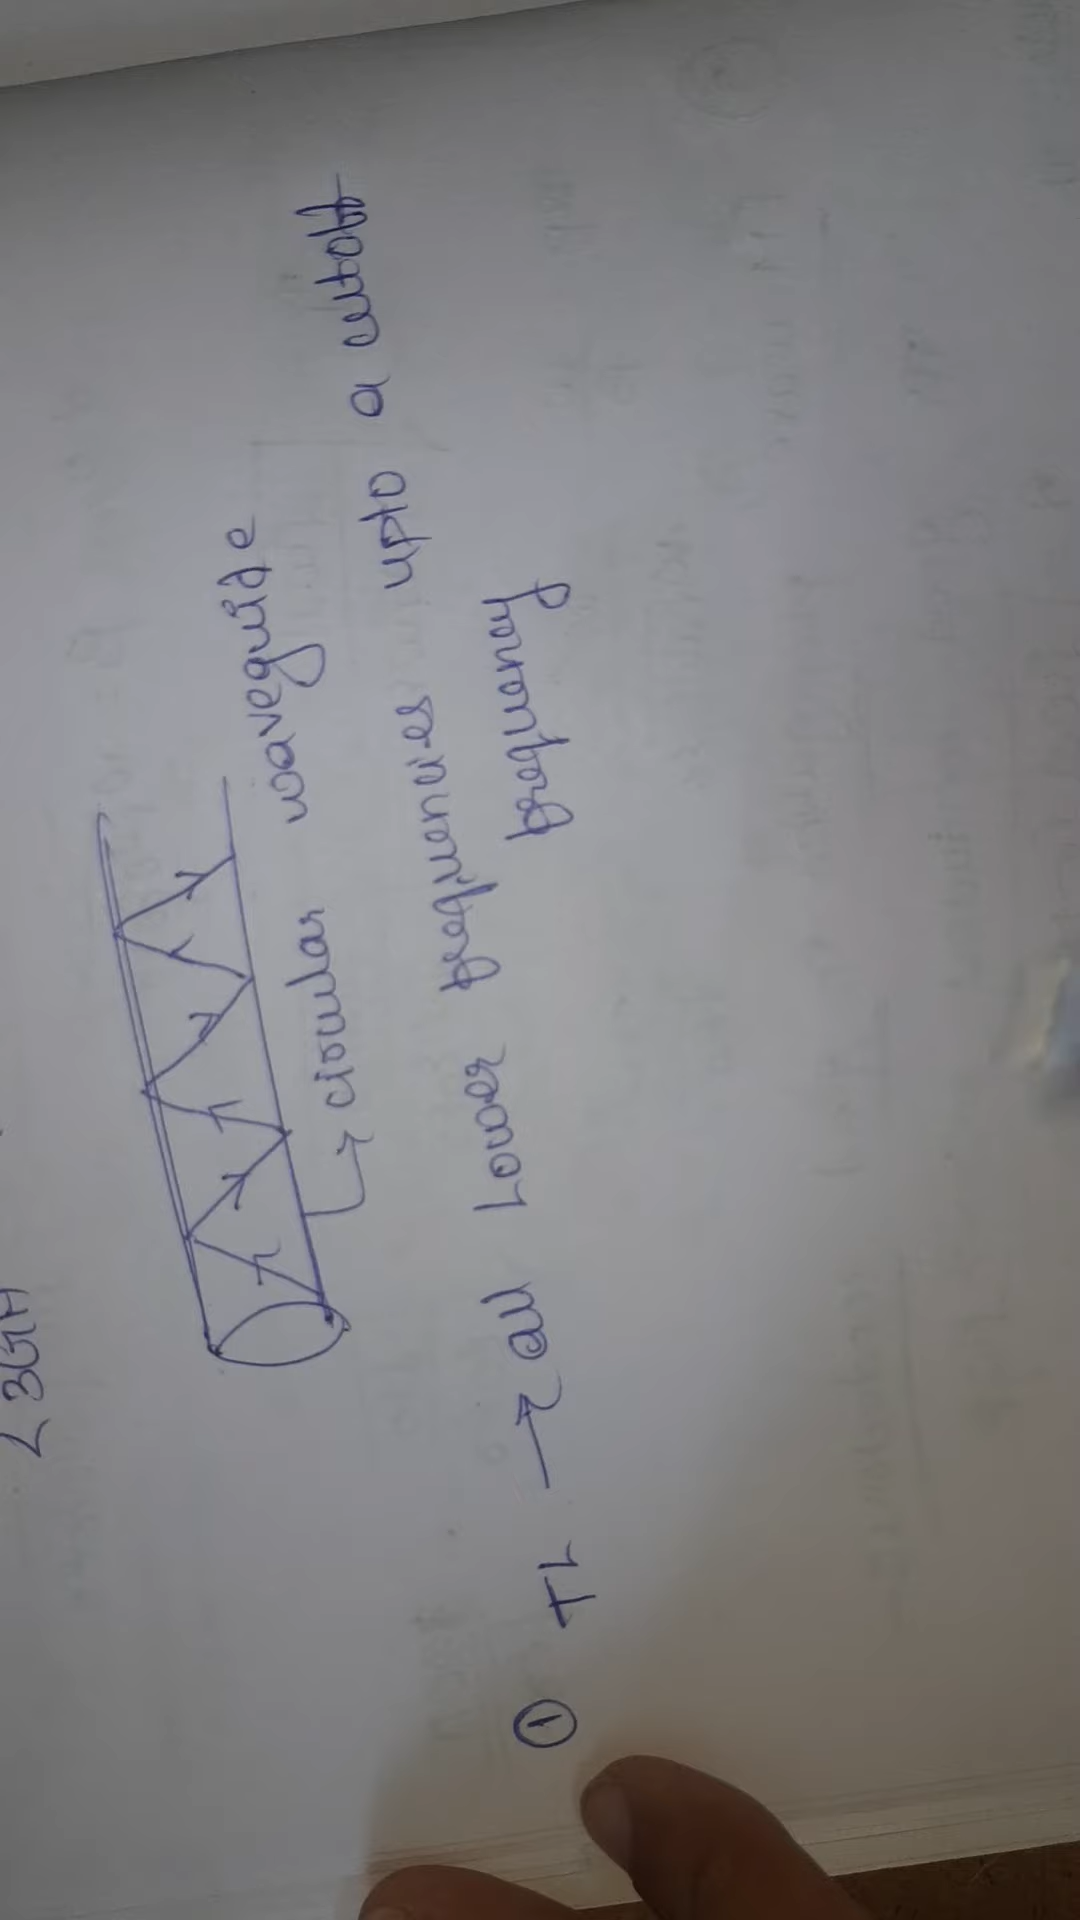 < 3GH
circular waveguide
① TL → all Lower frequencies upto a cutoff
frequency